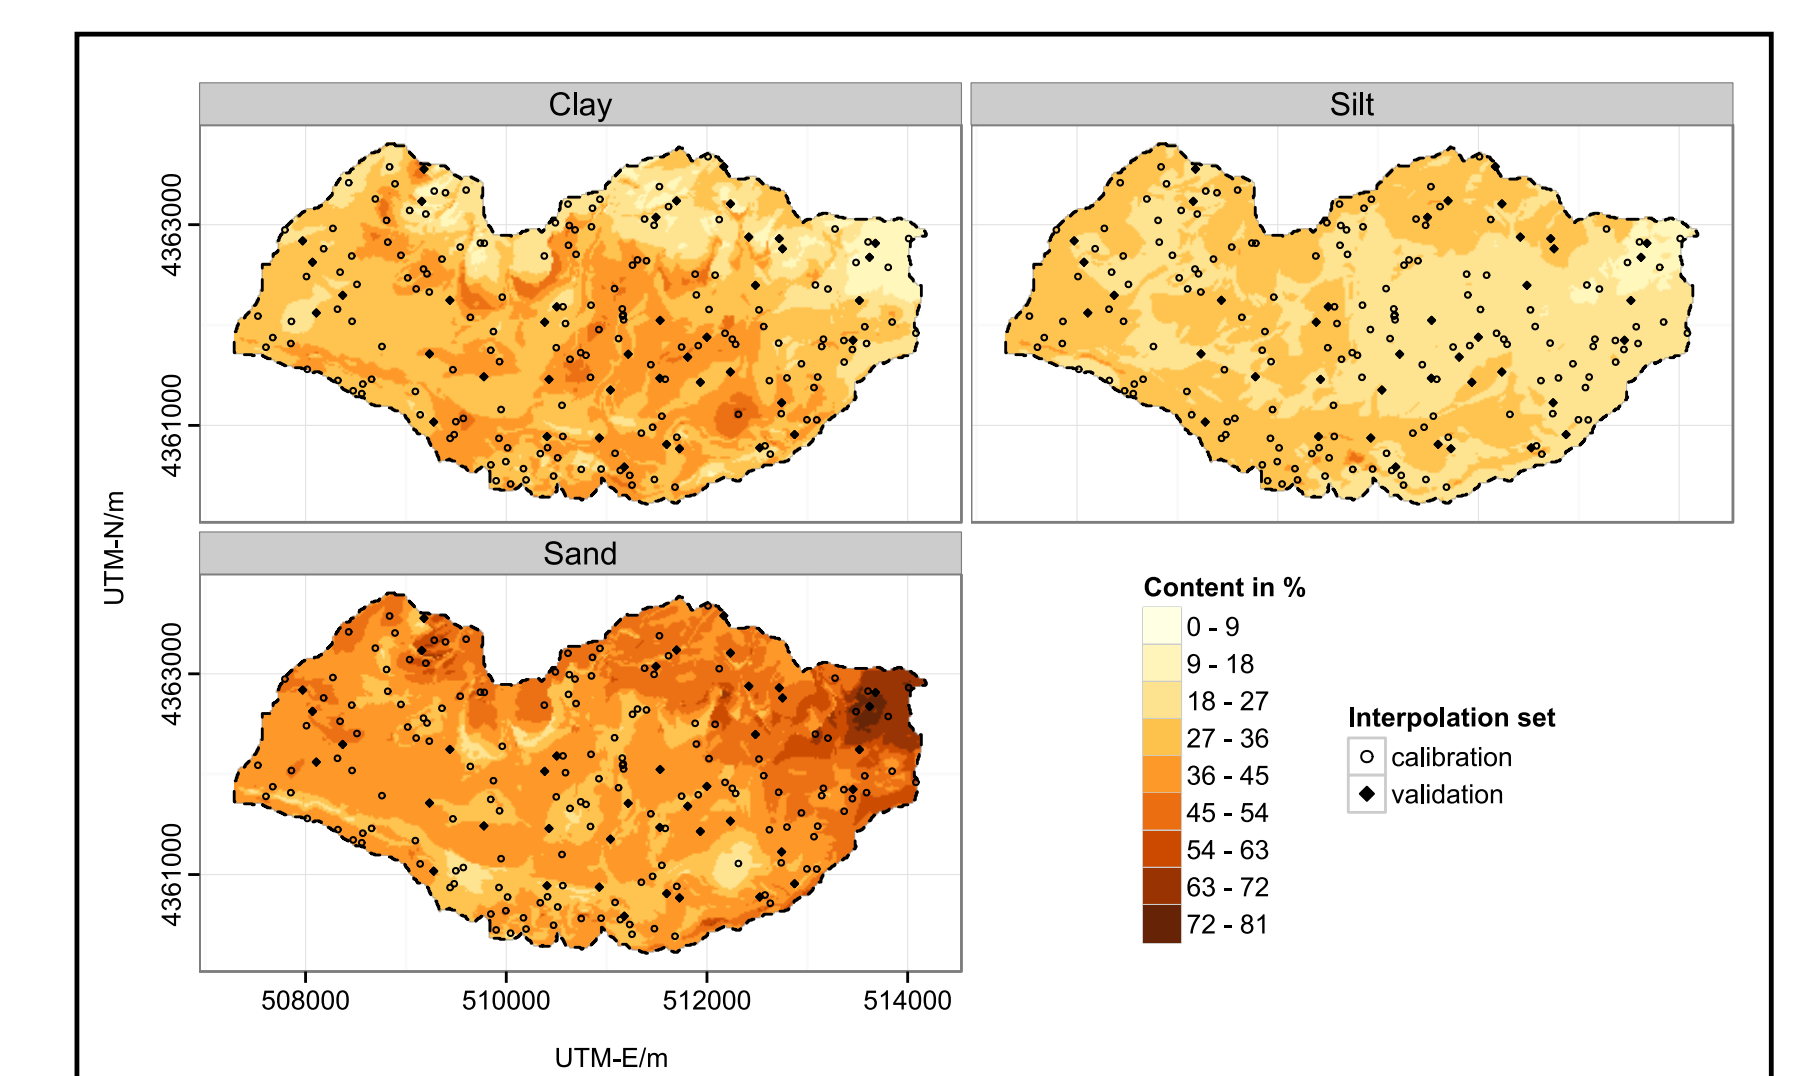 Clay
Silt
4363000
4361000
Sand
4363000
4361000
UTM-N/m
508000
510000
512000
514000
UTM-E/m
Content in %
0 - 9
9 - 18
18 - 27
27 - 36
36 - 45
45 - 54
54 - 63
63 - 72
72 - 81
Interpolation set
calibration
validation